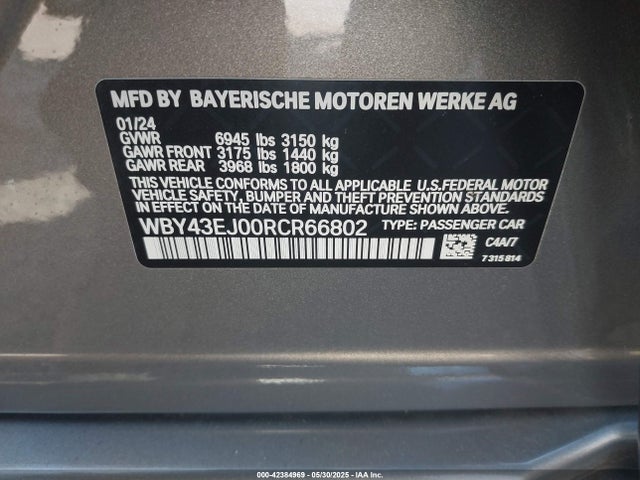 MFD BY BAYERISCHE MOTOREN WERKE AG
01/24
GVWR 6945 lbs 3150 kg
GAWR FRONT 3175 lbs 1440 kg
GAWR REAR 3968 lbs 1800 kg
THIS VEHICLE CONFORMS TO ALL APPLICABLE U.S.FEDERAL MOTOR
VEHICLE SAFETY, BUMPER AND THEFT PREVENTION STANDARDS
IN EFFECT ON THE DATE OF MANUFACTURE SHOWN ABOVE.
WBY43EJ00RCR66802 TYPE: PASSENGER CAR
C4A/7
7 315 814
000-42384969 — 05/30/2025 — IAA Inc.